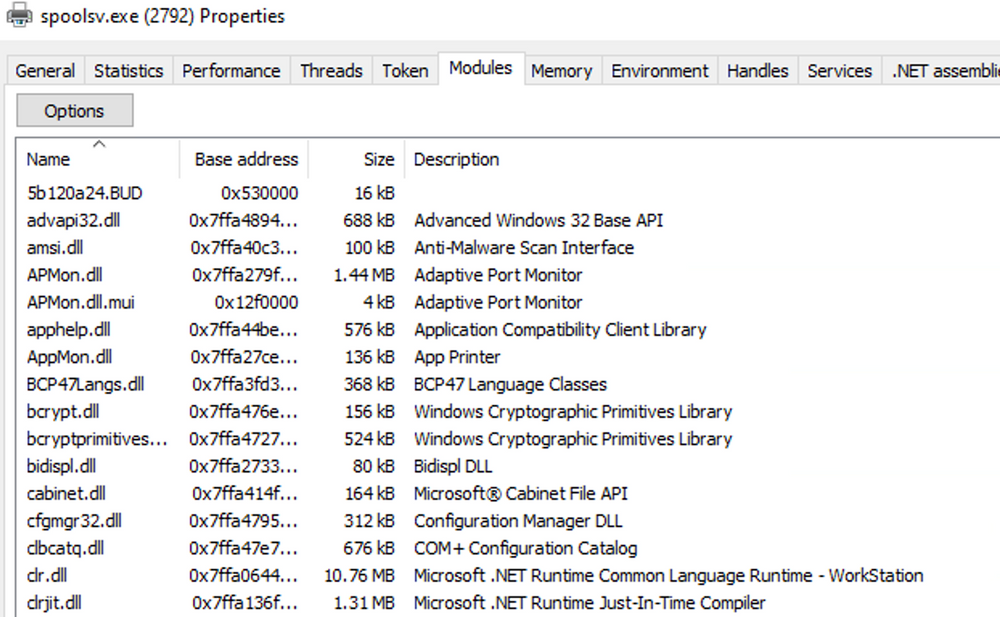 spoolsv.exe (2792) Properties
General Statistics Performance Threads Token Modules Memory Environment Handles Services .NET assemblie
Options
Name Base address Size Description
5b120a24.BUD 0x530000 16 kB
advapi32.dll 0x7ffa4894... 688 kB Advanced Windows 32 Base API
amsi.dll 0x7ffa40c3... 100 kB Anti-Malware Scan Interface
APMon.dll 0x7ffa279f... 1.44 MB Adaptive Port Monitor
APMon.dll.mui 0x12f0000 4 kB Adaptive Port Monitor
apphelp.dll 0x7ffa44be... 576 kB Application Compatibility Client Library
AppMon.dll 0x7ffa27ce... 136 kB App Printer
BCP47Langs.dll 0x7ffa3fd3... 368 kB BCP47 Language Classes
bcrypt.dll 0x7ffa476e... 156 kB Windows Cryptographic Primitives Library
bcryptprimitives... 0x7ffa4727... 524 kB Windows Cryptographic Primitives Library
bidispl.dll 0x7ffa2733... 80 kB Bidispl DLL
cabinet.dll 0x7ffa414f... 164 kB Microsoft® Cabinet File API
cfgmgr32.dll 0x7ffa4795... 312 kB Configuration Manager DLL
clbcatq.dll 0x7ffa47e7... 676 kB COM+ Configuration Catalog
clr.dll 0x7ffa0644... 10.76 MB Microsoft .NET Runtime Common Language Runtime - WorkStation
clrjit.dll 0x7ffa136f... 1.31 MB Microsoft .NET Runtime Just-In-Time Compiler